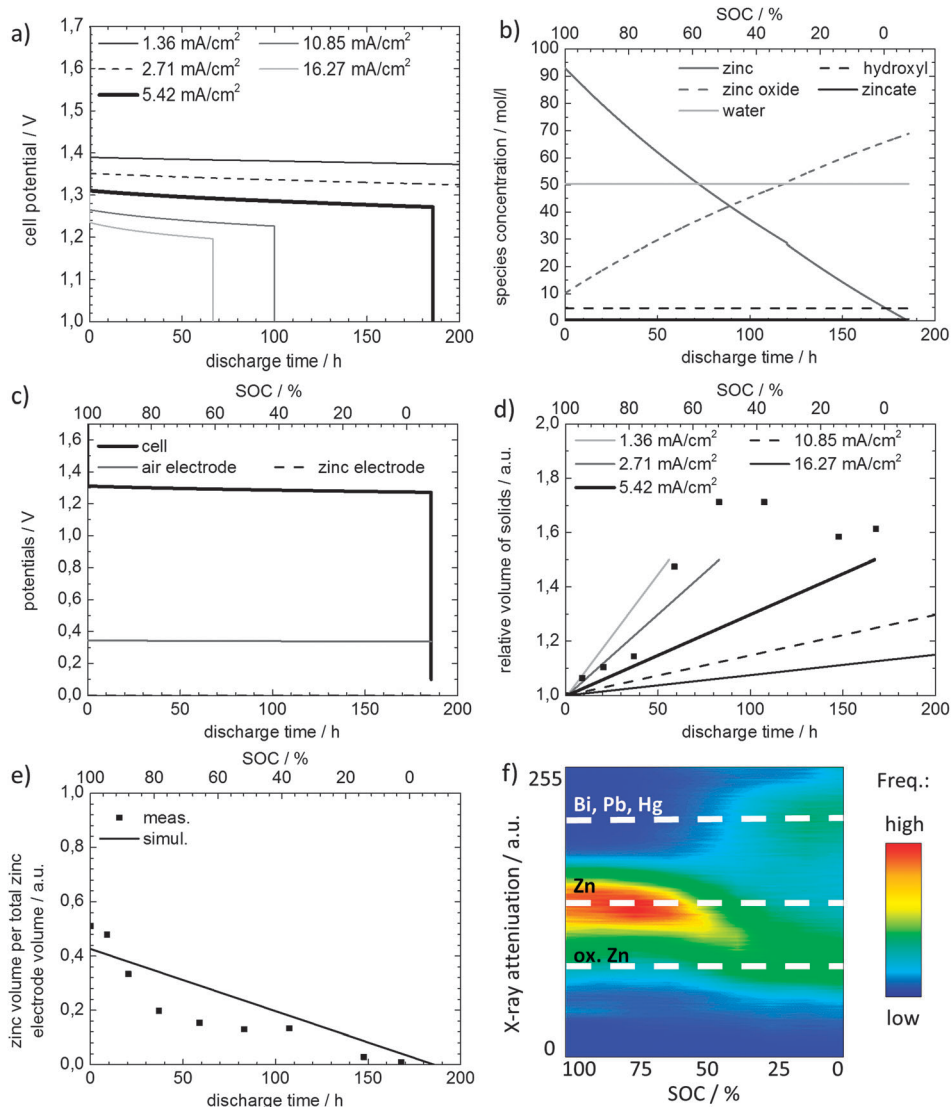 a)
1,7
1,6
1,5
1,4
1,3
1,2
1,1
1,0
cell potential / V
1.36 mA/cm²
10.85 mA/cm²
2.71 mA/cm²
16.27 mA/cm²
5.42 mA/cm²
0 50 100 150 200
discharge time / h
b)
SOC / %
100 80 60 40 20 0
100
90
80
70
60
50
40
30
20
10
0
species concentration / mol/l
zinc
hydroxyl
zinc oxide
zincate
water
0 50 100 150 200
discharge time / h
c)
SOC / %
100 80 60 40 20 0
1,6
1,4
1,2
1,0
0,8
0,6
0,4
0,2
0,0
potentials / V
cell
air electrode
zinc electrode
0 50 100 150 200
discharge time / h
d)
SOC / %
100 80 60 40 20 0
2,0
1,8
1,6
1,4
1,2
1,0
relative volume of solids / a.u.
1.36 mA/cm²
10.85 mA/cm²
2.71 mA/cm²
16.27 mA/cm²
5.42 mA/cm²
0 50 100 150 200
discharge time / h
e)
SOC / %
100 80 60 40 20 0
1,0
0,8
0,6
0,4
0,2
0,0
zinc volume per total zinc
electrode volume / a.u.
meas.
simul.
0 50 100 150 200
discharge time / h
f)
255
0
X-ray atteniuation / a.u.
Bi, Pb, Hg
Zn
ox. Zn
100 75 50 25 0
SOC / %
Freq.:
high
low